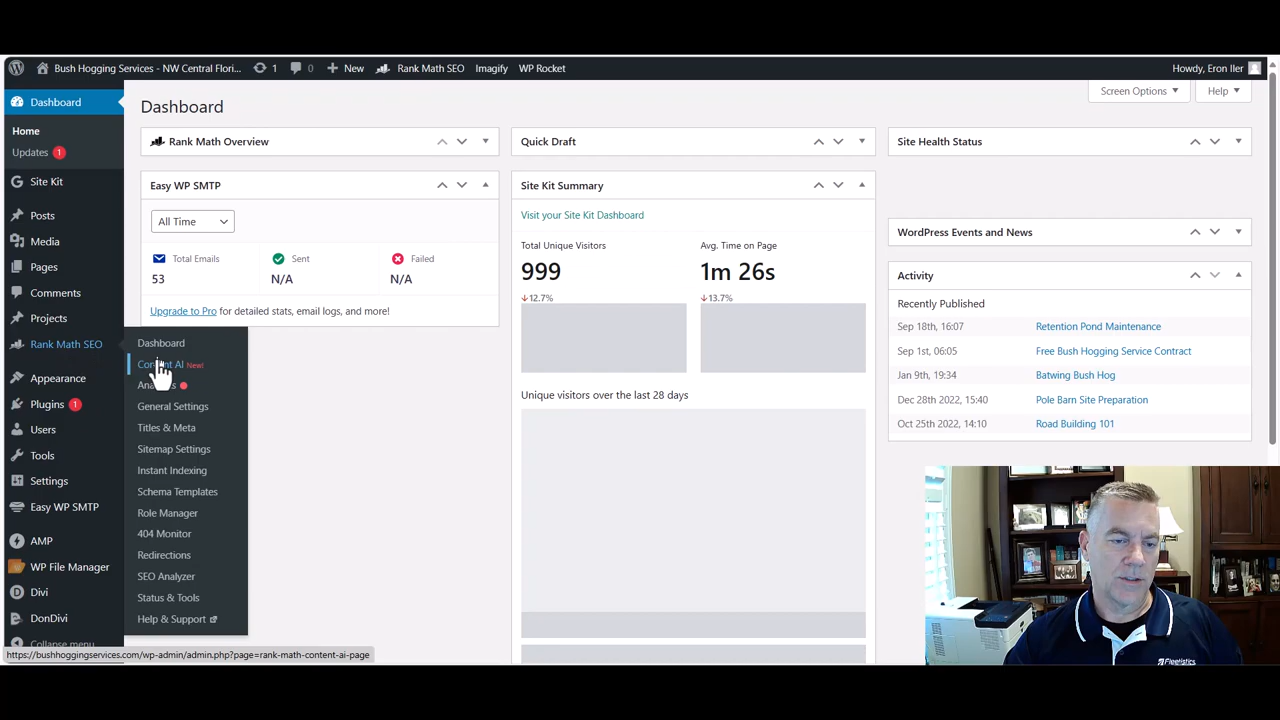 Bush Hogging Services - NW Central Flori... 1 0 New Rank Math SEO Imagify WP Rocket Howdy, Eron Iler
Dashboard
Home
Updates 1
Site Kit
Posts
Media
Pages
Comments
Projects
Rank Math SEO
Appearance
Plugins 1
Users
Tools
Settings
Easy WP SMTP
AMP
WP File Manager
Divi
DonDivi
Collapse menu
Dashboard
AI New!
General Settings
Titles & Meta
Sitemap Settings
Instant Indexing
Schema Templates
Role Manager
404 Monitor
Redirections
SEO Analyzer
Status & Tools
Help & Support
Screen Options Help
Dashboard
Rank Math Overview
Easy WP SMTP
All Time
Total Emails Sent Failed
53 N/A N/A
Upgrade to Pro for detailed stats, email logs, and more!
Quick Draft
Site Kit Summary
Visit your Site Kit Dashboard
Total Unique Visitors Avg. Time on Page
999 1m 26s
12.7% 13.7%
Unique visitors over the last 28 days
Site Health Status
WordPress Events and News
Activity
Recently Published
Sep 18th, 16:07 Retention Pond Maintenance
Sep 1st, 06:05 Free Bush Hogging Service Contract
Jan 9th, 19:34 Batwing Bush Hog
Dec 28th 2022, 15:40 Pole Barn Site Preparation
Oct 25th 2022, 14:10 Road Building 101
Fleetistics
https://bushhoggingservices.com/wp-admin/admin.php?page=rank-math-content-ai-page